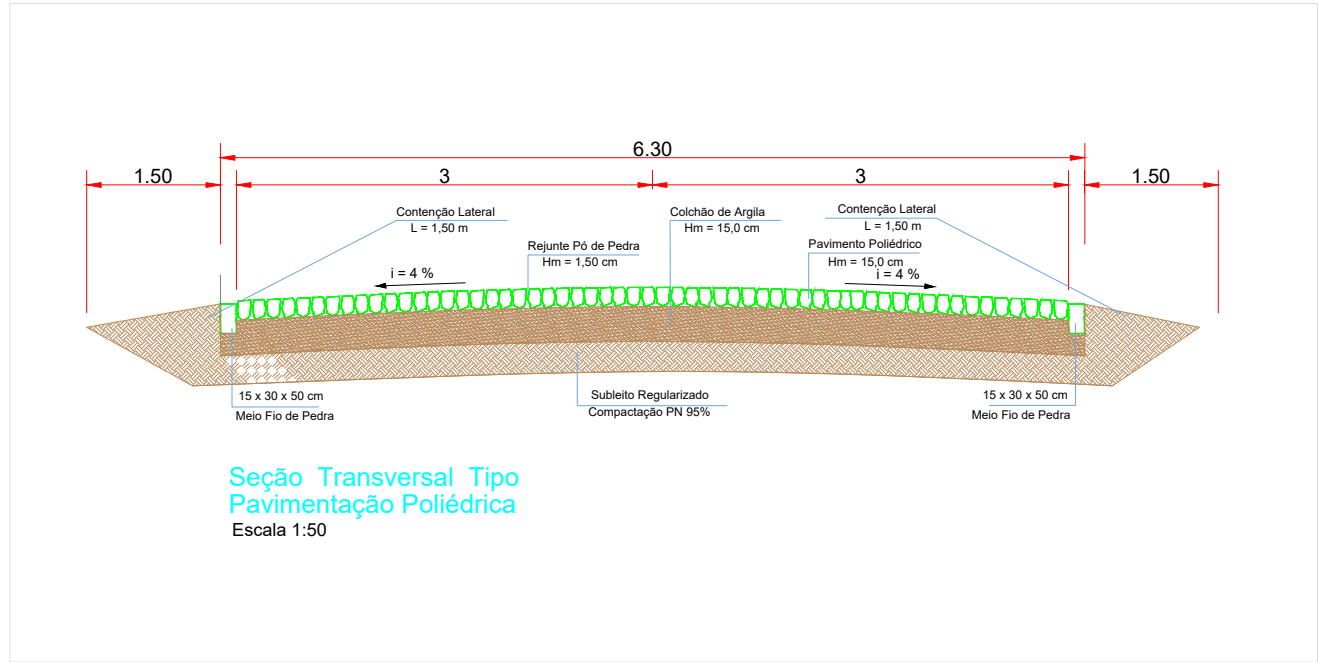 6.30
1.50
3
3
1.50
Contenção Lateral
L = 1,50 m
Colchão de Argila
Hm = 15,0 cm
Contenção Lateral
L = 1,50 m
Rejunte Pó de Pedra
Hm = 1,50 cm
Pavimento Poliédrico
Hm = 15,0 cm
i = 4 %
i = 4 %
15 x 30 x 50 cm
Meio Fio de Pedra
Subleito Regularizado
Compactação PN 95%
15 x 30 x 50 cm
Meio Fio de Pedra
Seção Transversal Tipo
Pavimentação Poliédrica
Escala 1:50